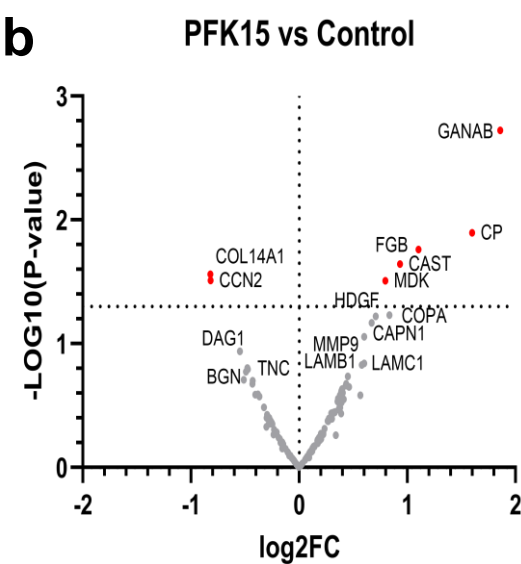 b
PFK15 vs Control
-LOG10(P-value)
3
2
1
0
GANAB
CP
FGB
COL14A1
CAST
CCN2
MDK
HDGF
COPA
CAPN1
DAG1
MMP9
LAMB1
LAMC1
TNC
BGN
-2 -1 0 1 2
log2FC